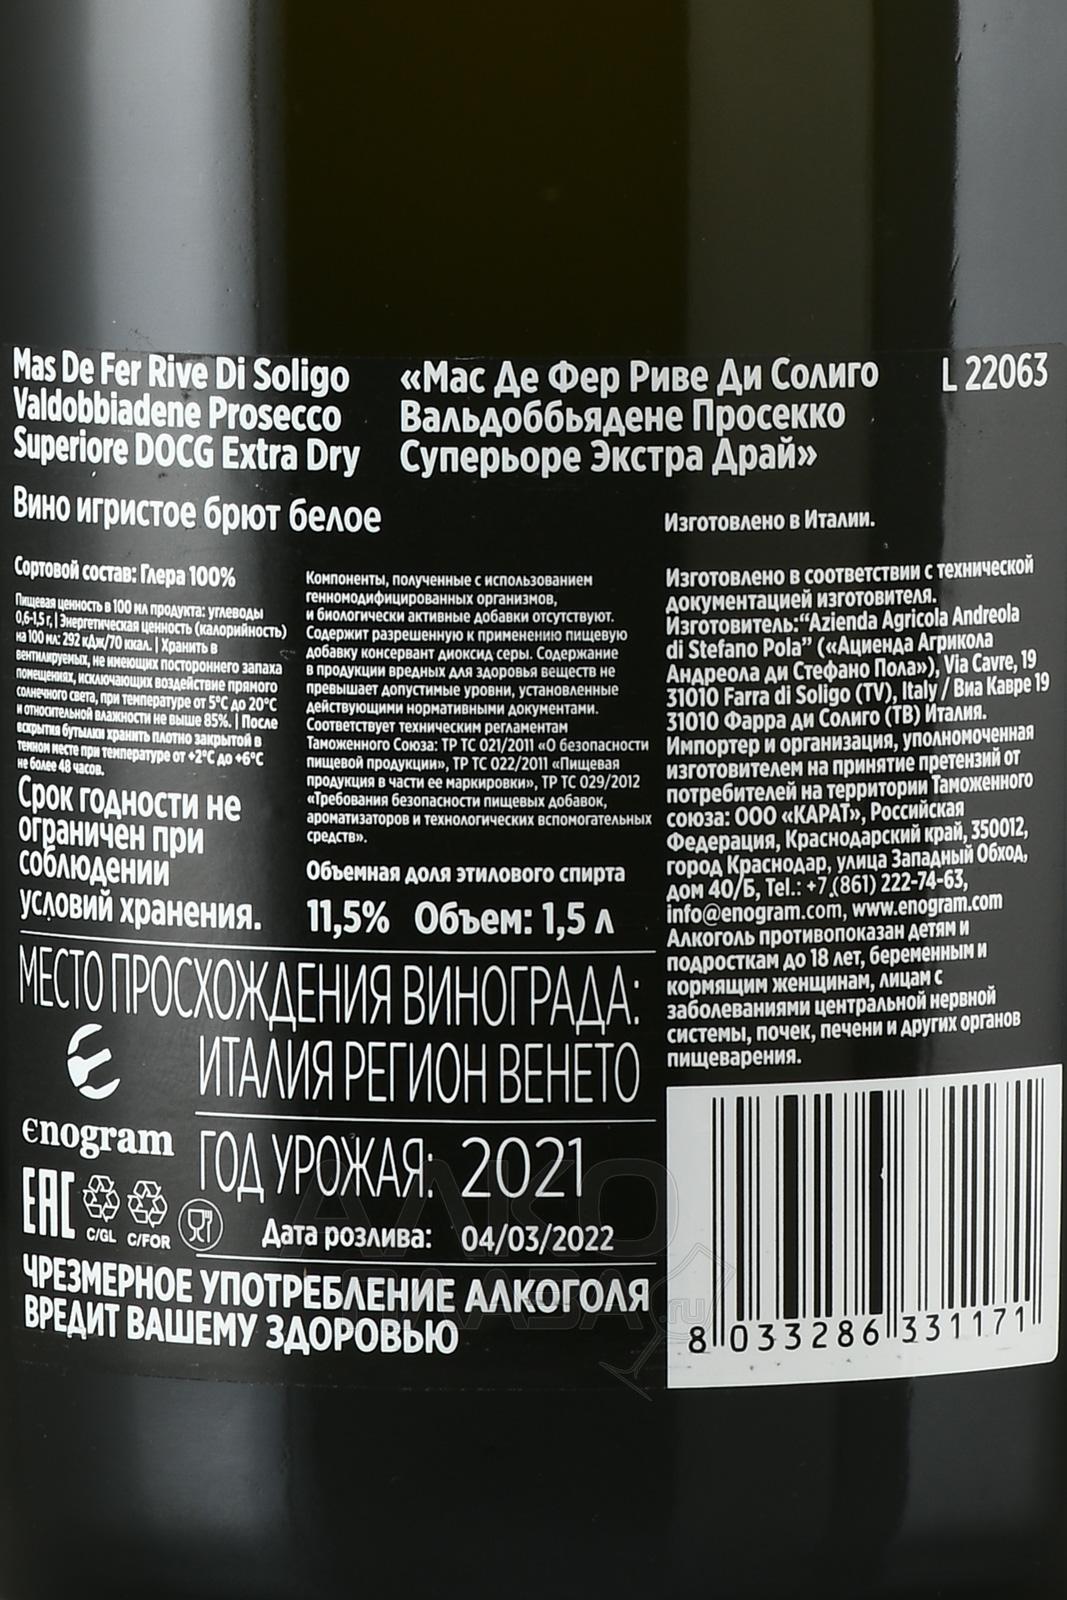 Mas De Fer Rive Di Soligo
Valdobbiadene Prosecco
Superiore DOCG Extra Dry
«Мас Де Фер Риве Ди Солиго
Вальдоббьядене Просекко
Суперьоре Экстра Драй»
L 22063
Вино игристое брют белое
Сортовой состав: Глера 100%
Пищевая ценность в 100 мл продукта: углеводы
0,6-1,5 г, | Энергетическая ценность (калорийность)
на 100 мл: 292 кДж/70 ккал. | Хранить в
вентилируемых, не имеющих постороннего запаха
помещениях, исключающих воздействие прямого
солнечного света, при температуре от 5°С до 20°С
и относительной влажности не выше 85%. | После
вскрытия бутылки хранить плотно закрытой в
темном месте при температуре от +2°С до +6°С
не более 48 часов.
Срок годности не
ограничен при
соблюдении
условий хранения.
Компоненты, полученные с использованием
генномодифицированных организмов,
и биологически активные добавки отсутствуют.
Содержит разрешенную к применению пищевую
добавку консервант диоксид серы. Содержание
в продукции вредных для здоровья веществ не
превышает допустимые уровни, установленные
действующими нормативными документами.
Соответствует техническим регламентам
Таможенного Союза: ТР ТС 021/2011 «О безопасности
пищевой продукции», ТР ТС 022/2011 «Пищевая
продукция в части ее маркировки», ТР ТС 029/2012
«Требования безопасности пищевых добавок,
ароматизаторов и технологических вспомогательных
средств».
Объемная доля этилового спирта
11,5% Объем: 1,5 л
Изготовлено в Италии.
Изготовлено в соответствии с технической
документацией изготовителя.
Изготовитель:“Azienda Agricola Andreola
di Stefano Pola” («Ациенда Агрикола
Андреола ди Стефано Пола»), Via Cavre, 19
31010 Farra di Soligo (TV), Italy / Виа Кавре 19
31010 Фарра ди Солиго (ТВ) Италия.
Импортер и организация, уполномоченная
изготовителем на принятие претензий от
потребителей на территории Таможенного
союза: ООО «КАРАТ», Российская
Федерация, Краснодарский край, 350012,
город Краснодар, улица Западный Обход,
дом 40/Б, Tel.: +7 (861) 222-74-63,
info@enogram.com, www.enogram.com
Алкоголь противопоказан детям и
подросткам до 18 лет, беременным и
кормящим женщинам, лицам с
заболеваниями центральной нервной
системы, почек, печени и других органов
пищеварения.
МЕСТО ПРОСХОЖДЕНИЯ ВИНОГРАДА:
ИТАЛИЯ РЕГИОН ВЕНЕТО
€nogram
ГОД УРОЖАЯ: 2021
EAC
C/GL C/FOR
Дата розлива: 04/03/2022
ЧРЕЗМЕРНОЕ УПОТРЕБЛЕНИЕ АЛКОГОЛЯ
ВРЕДИТ ВАШЕМУ ЗДОРОВЬЮ
8 033286 331171
АЛКО
СЛАВА.ru